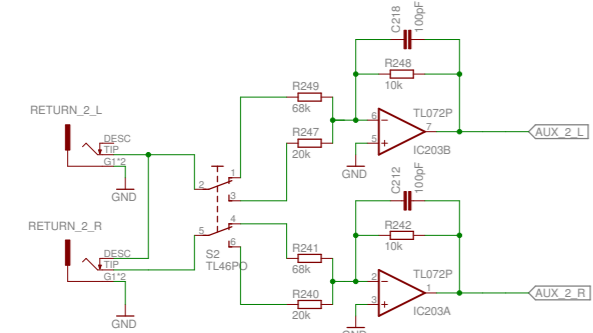 C218
100pF
R248
10k
R249
68k
RETURN_2_L
R247
20k
TL072P
6
7
5
IC203B
AUX_2_L
DESC
TIP
G1*2
GND
GND
1
2
3
C212
100pF
RETURN_2_R
4
5
6
R242
10k
DESC
TIP
G1*2
S2
TL46PO
R241
68k
TL072P
2
1
3
IC203A
AUX_2_R
R240
20k
GND
GND